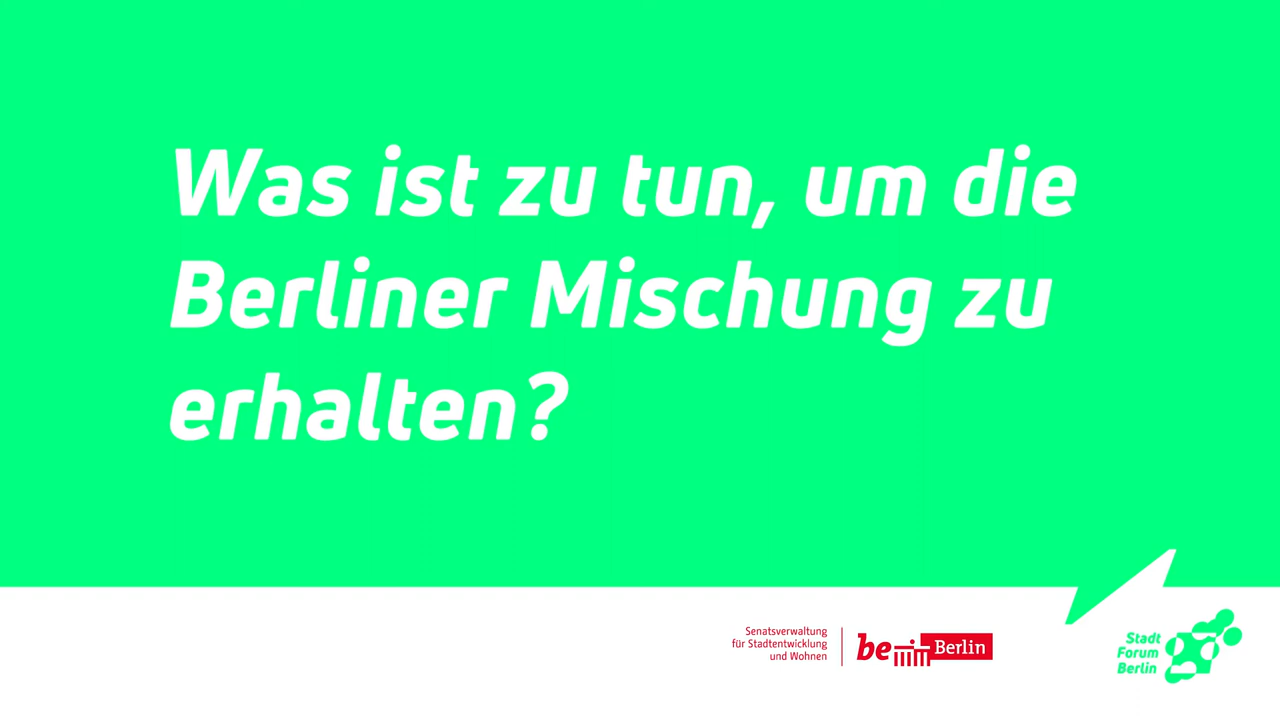 Was ist zu tun, um die
Berliner Mischung zu
erhalten?
Senatsverwaltung
für Stadtentwicklung
und Wohnen
be Berlin
Stadt
Forum
Berlin